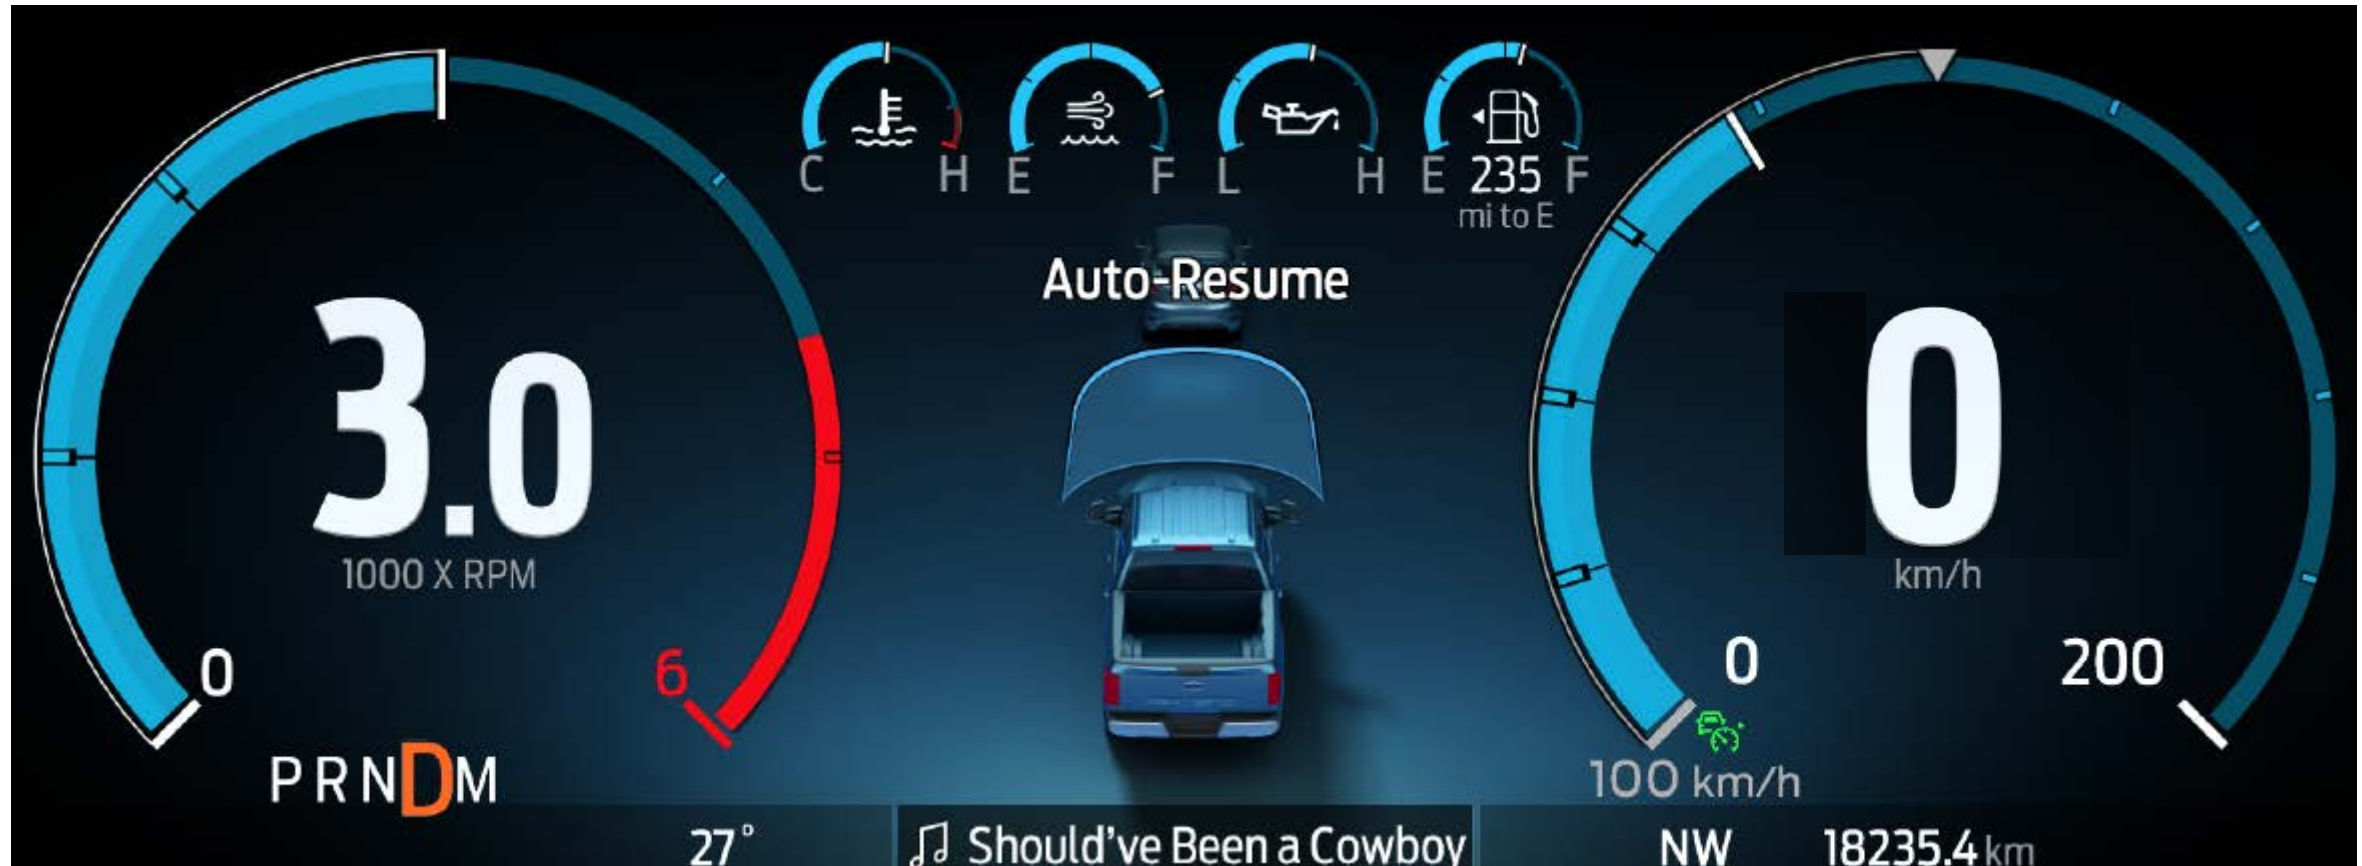 C H E F L H E 235 F
mi to E
Auto-Resume
3.0
1000 X RPM
0
6
P R N D M
0
km/h
0
200
100 km/h
27°
Should've Been a Cowboy
NW
18235.4 km